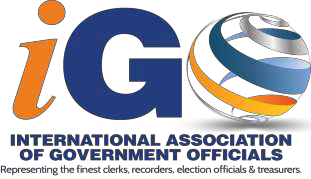 iGO
INTERNATIONAL ASSOCIATION
OF GOVERNMENT OFFICIALS
Representing the finest clerks, recorders, election officials & treasurers.